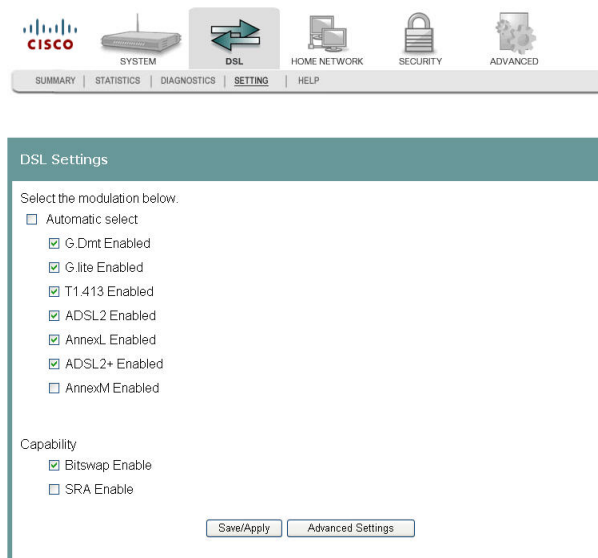 CISCO
SYSTEM DSL HOME NETWORK SECURITY ADVANCED
SUMMARY | STATISTICS | DIAGNOSTICS | SETTING | HELP
DSL Settings
Select the modulation below.
Automatic select
G.Dmt Enabled
G.lite Enabled
T1.413 Enabled
ADSL2 Enabled
AnnexL Enabled
ADSL2+ Enabled
AnnexM Enabled
Capability
Bitswap Enable
SRA Enable
Save/Apply Advanced Settings